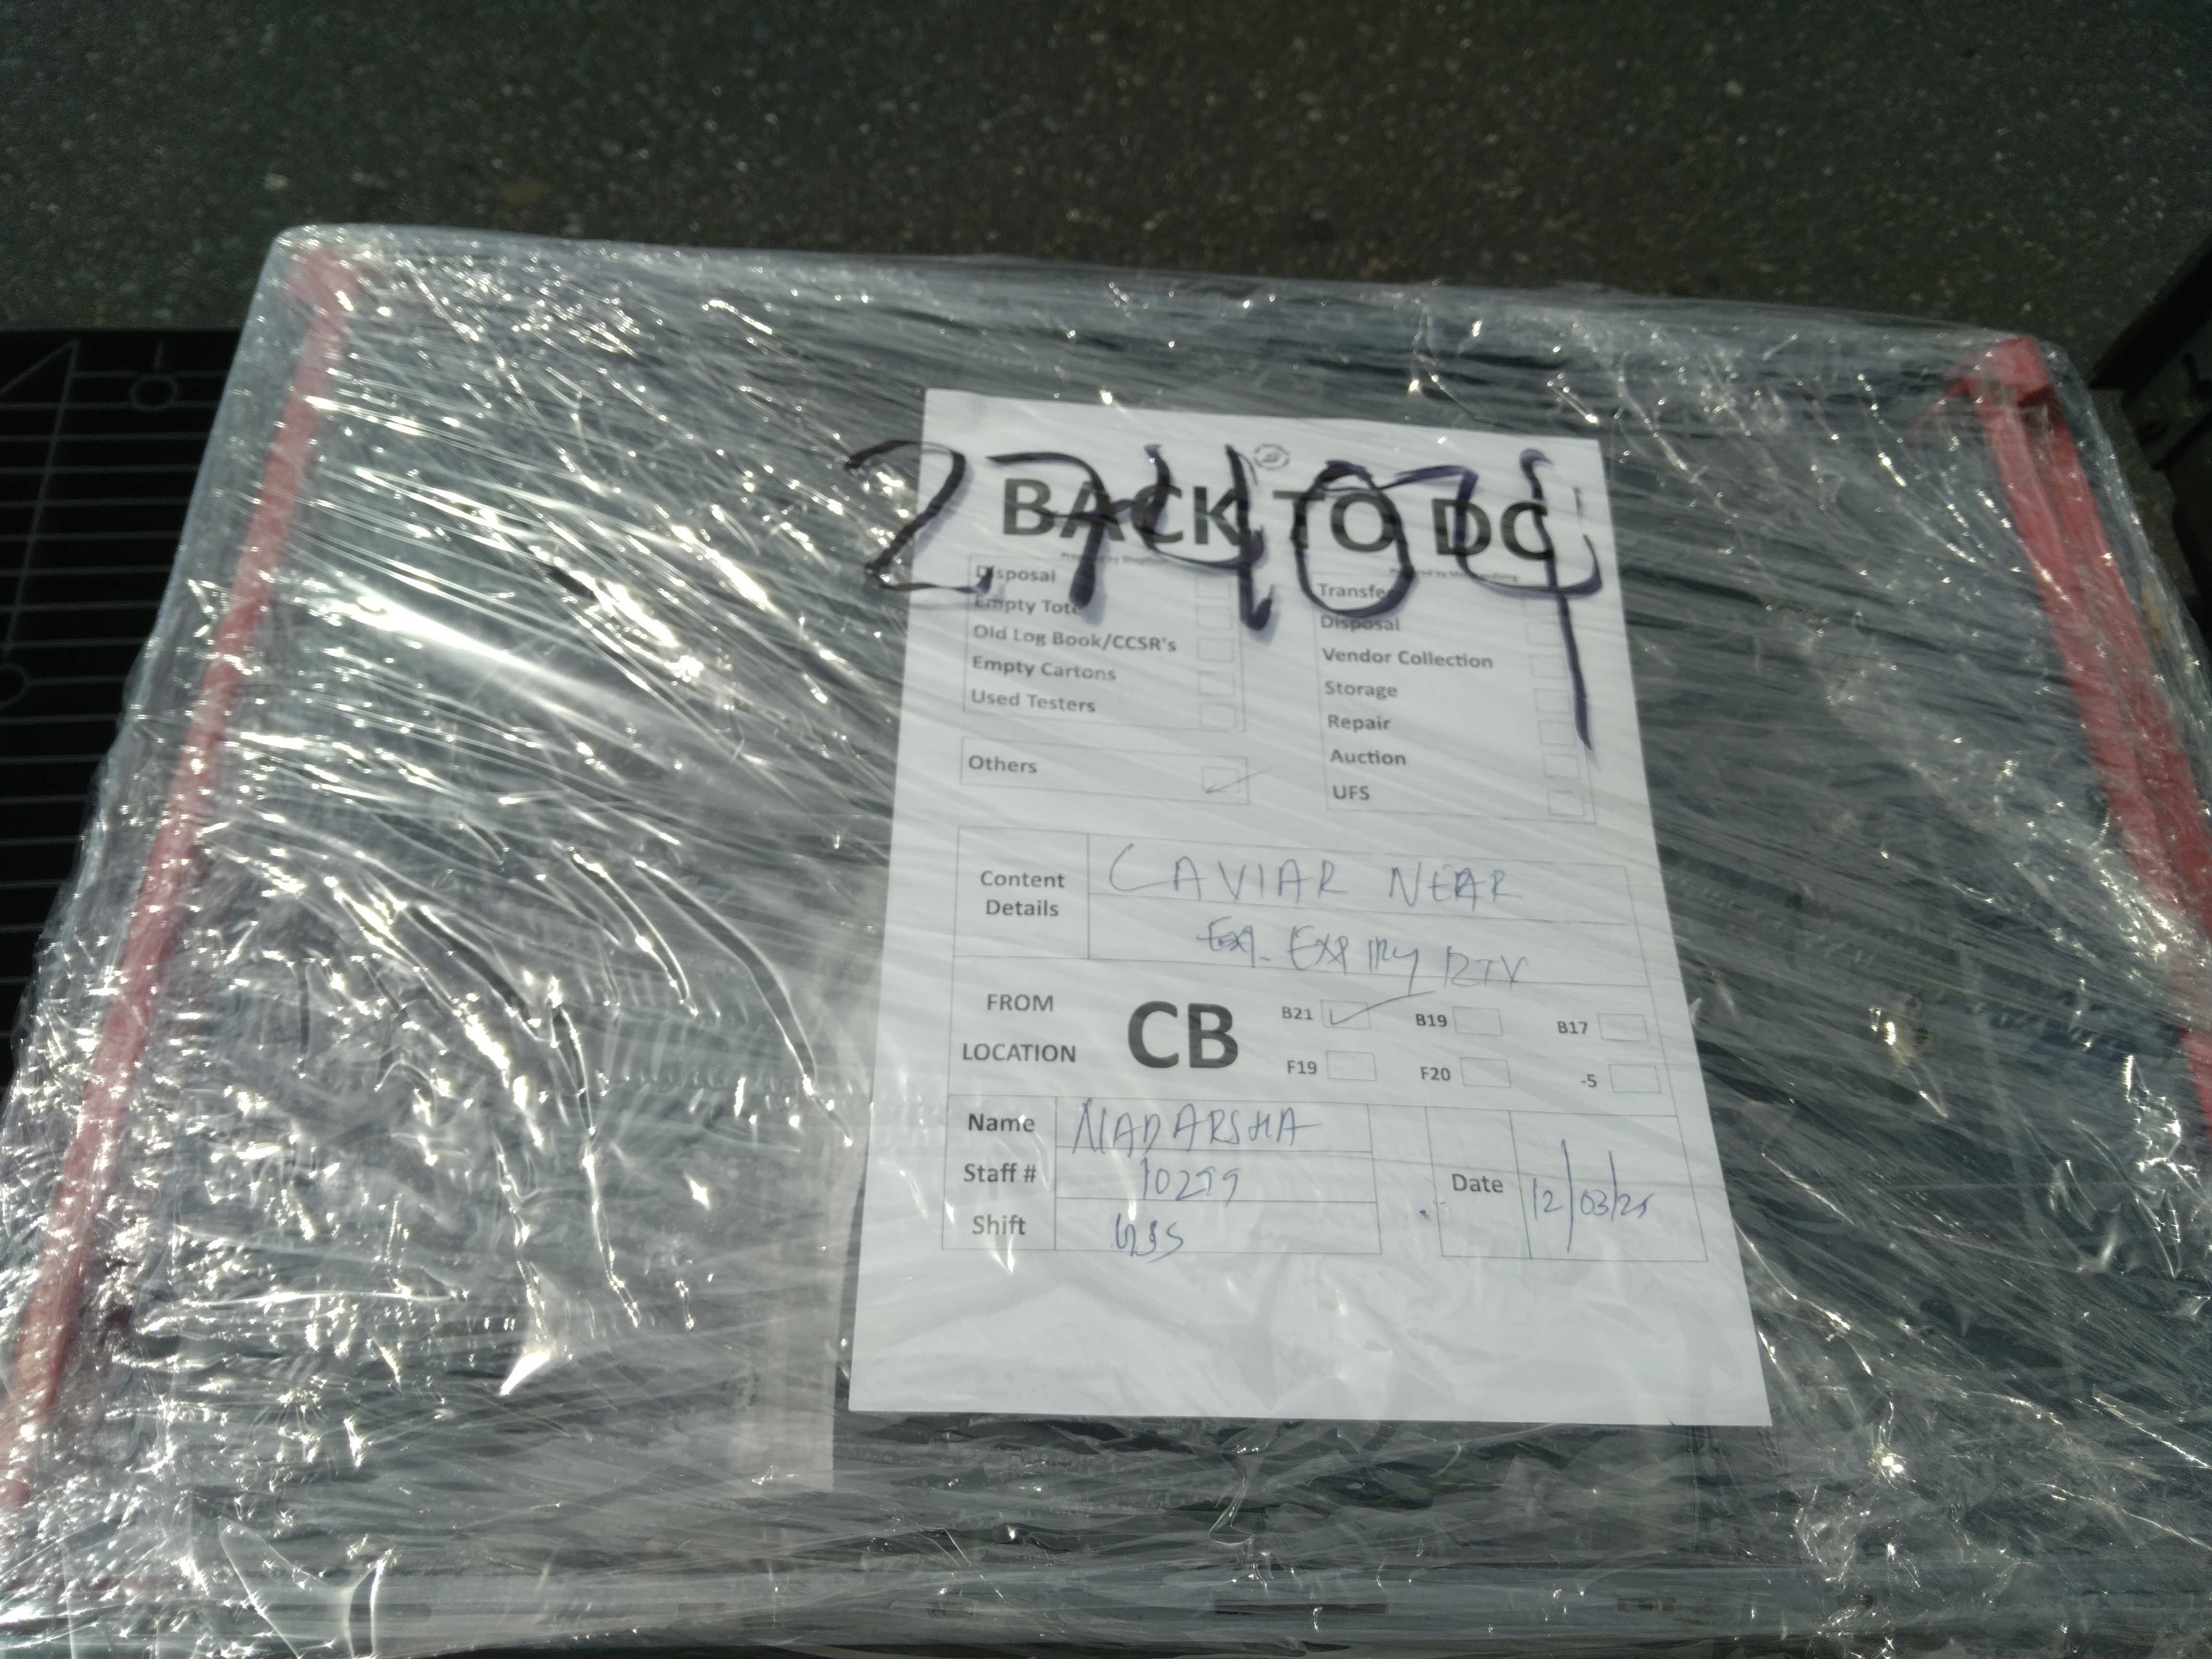 274074
BACK TO DC
Disposal
Empty Tote
Old Log Book/CCSR's
Empty Cartons
Used Testers
Others
Transfer
Disposal
Vendor Collection
Storage
Repair
Auction
UFS
Content Details
CAVIAR NEAR
EXPIRY RTV
FROM LOCATION
CB
B21
B19
B17
F19
F20
-5
Name NADARSHA
Staff # 10299
Shift
Date 12/03/25